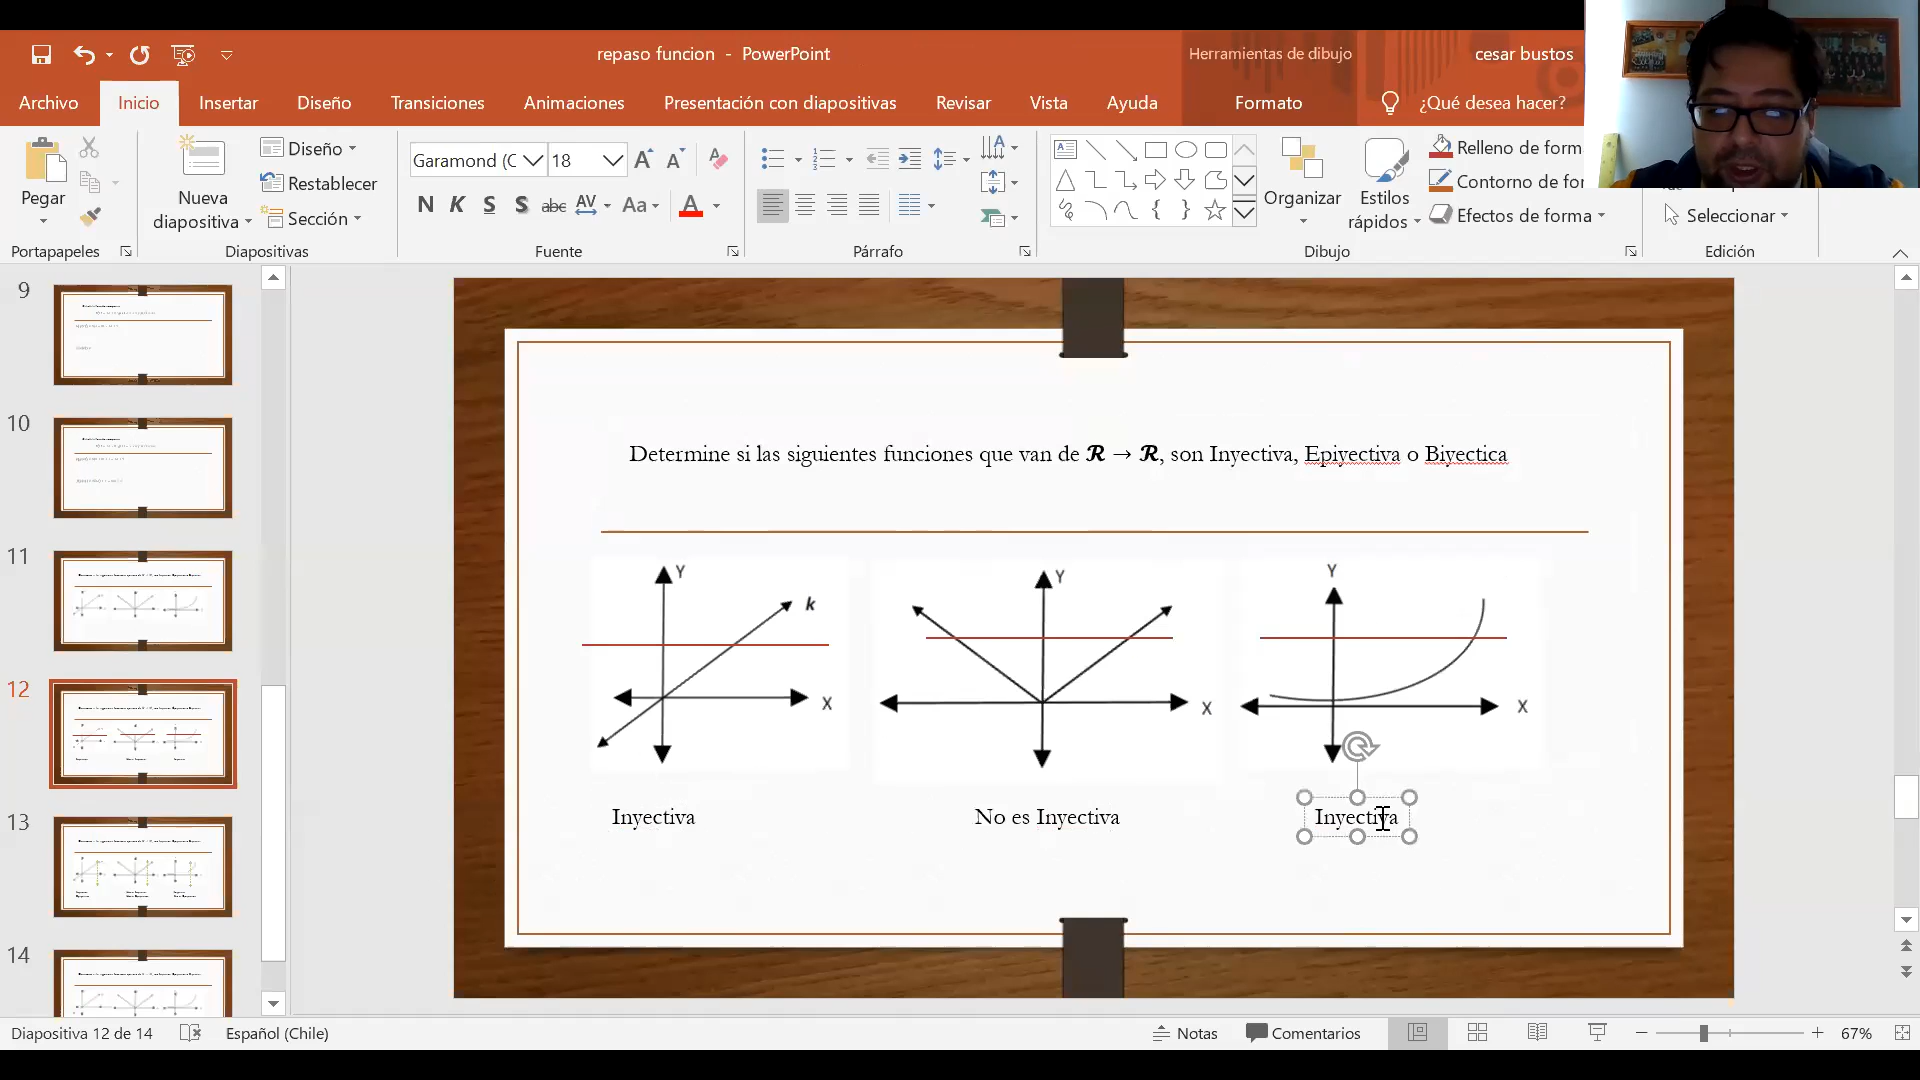 repaso funcion - PowerPoint
Herramientas de dibujo
cesar bustos
Archivo
Inicio
Insertar
Diseño
Transiciones
Animaciones
Presentación con diapositivas
Revisar
Vista
Ayuda
Formato
¿Qué desea hacer?
Pegar
Portapapeles
Nueva
diapositiva
Diseño
Restablecer
Sección
Diapositivas
Garamond (C
18
N K S S abc AV Aa A
Fuente
Párrafo
Organizar
Estilos
rápidos
Relleno de form
Contorno de for
Efectos de forma
Dibujo
Seleccionar
Edición
9
10
11
12
13
14
Determine si las siguientes funciones que van de 𝓡 → 𝓡, son Inyectiva, Epiyectiva o Biyectica
Y
k
X
Y
X
Y
X
Inyectiva
No es Inyectiva
Inyectiva
Diapositiva 12 de 14
Español (Chile)
Notas
Comentarios
67%